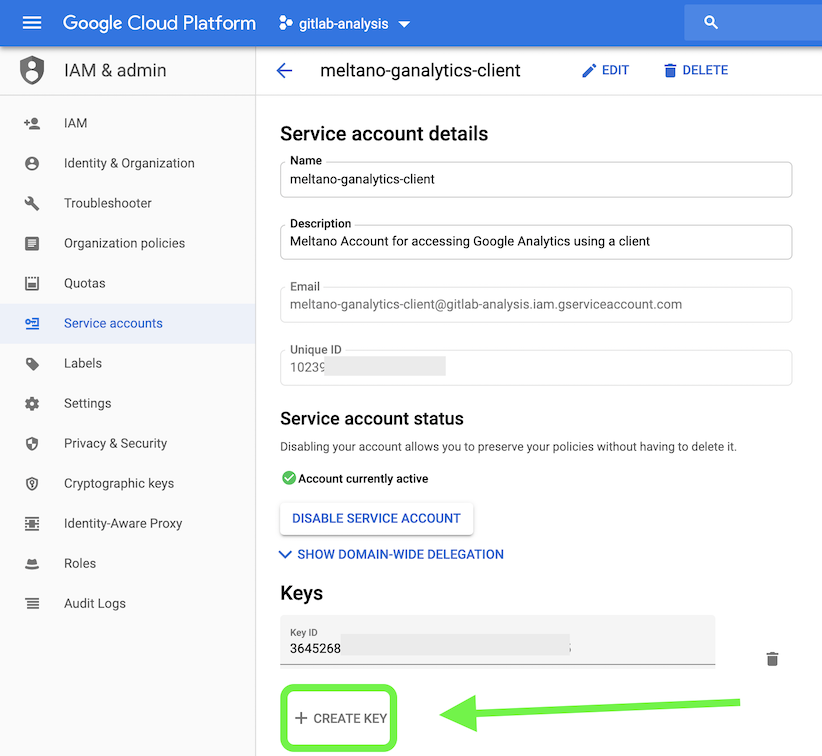 Google Cloud Platform
gitlab-analysis
IAM & admin
meltano-ganalytics-client
EDIT
DELETE
IAM
Identity & Organization
Troubleshooter
Organization policies
Quotas
Service accounts
Labels
Settings
Privacy & Security
Cryptographic keys
Identity-Aware Proxy
Roles
Audit Logs
Service account details
Name
meltano-ganalytics-client
Description
Meltano Account for accessing Google Analytics using a client
Email
meltano-ganalytics-client@gitlab-analysis.iam.gserviceaccount.com
Unique ID
10239
Service account status
Disabling your account allows you to preserve your policies without having to delete it.
Account currently active
DISABLE SERVICE ACCOUNT
SHOW DOMAIN-WIDE DELEGATION
Keys
Key ID
3645268
CREATE KEY